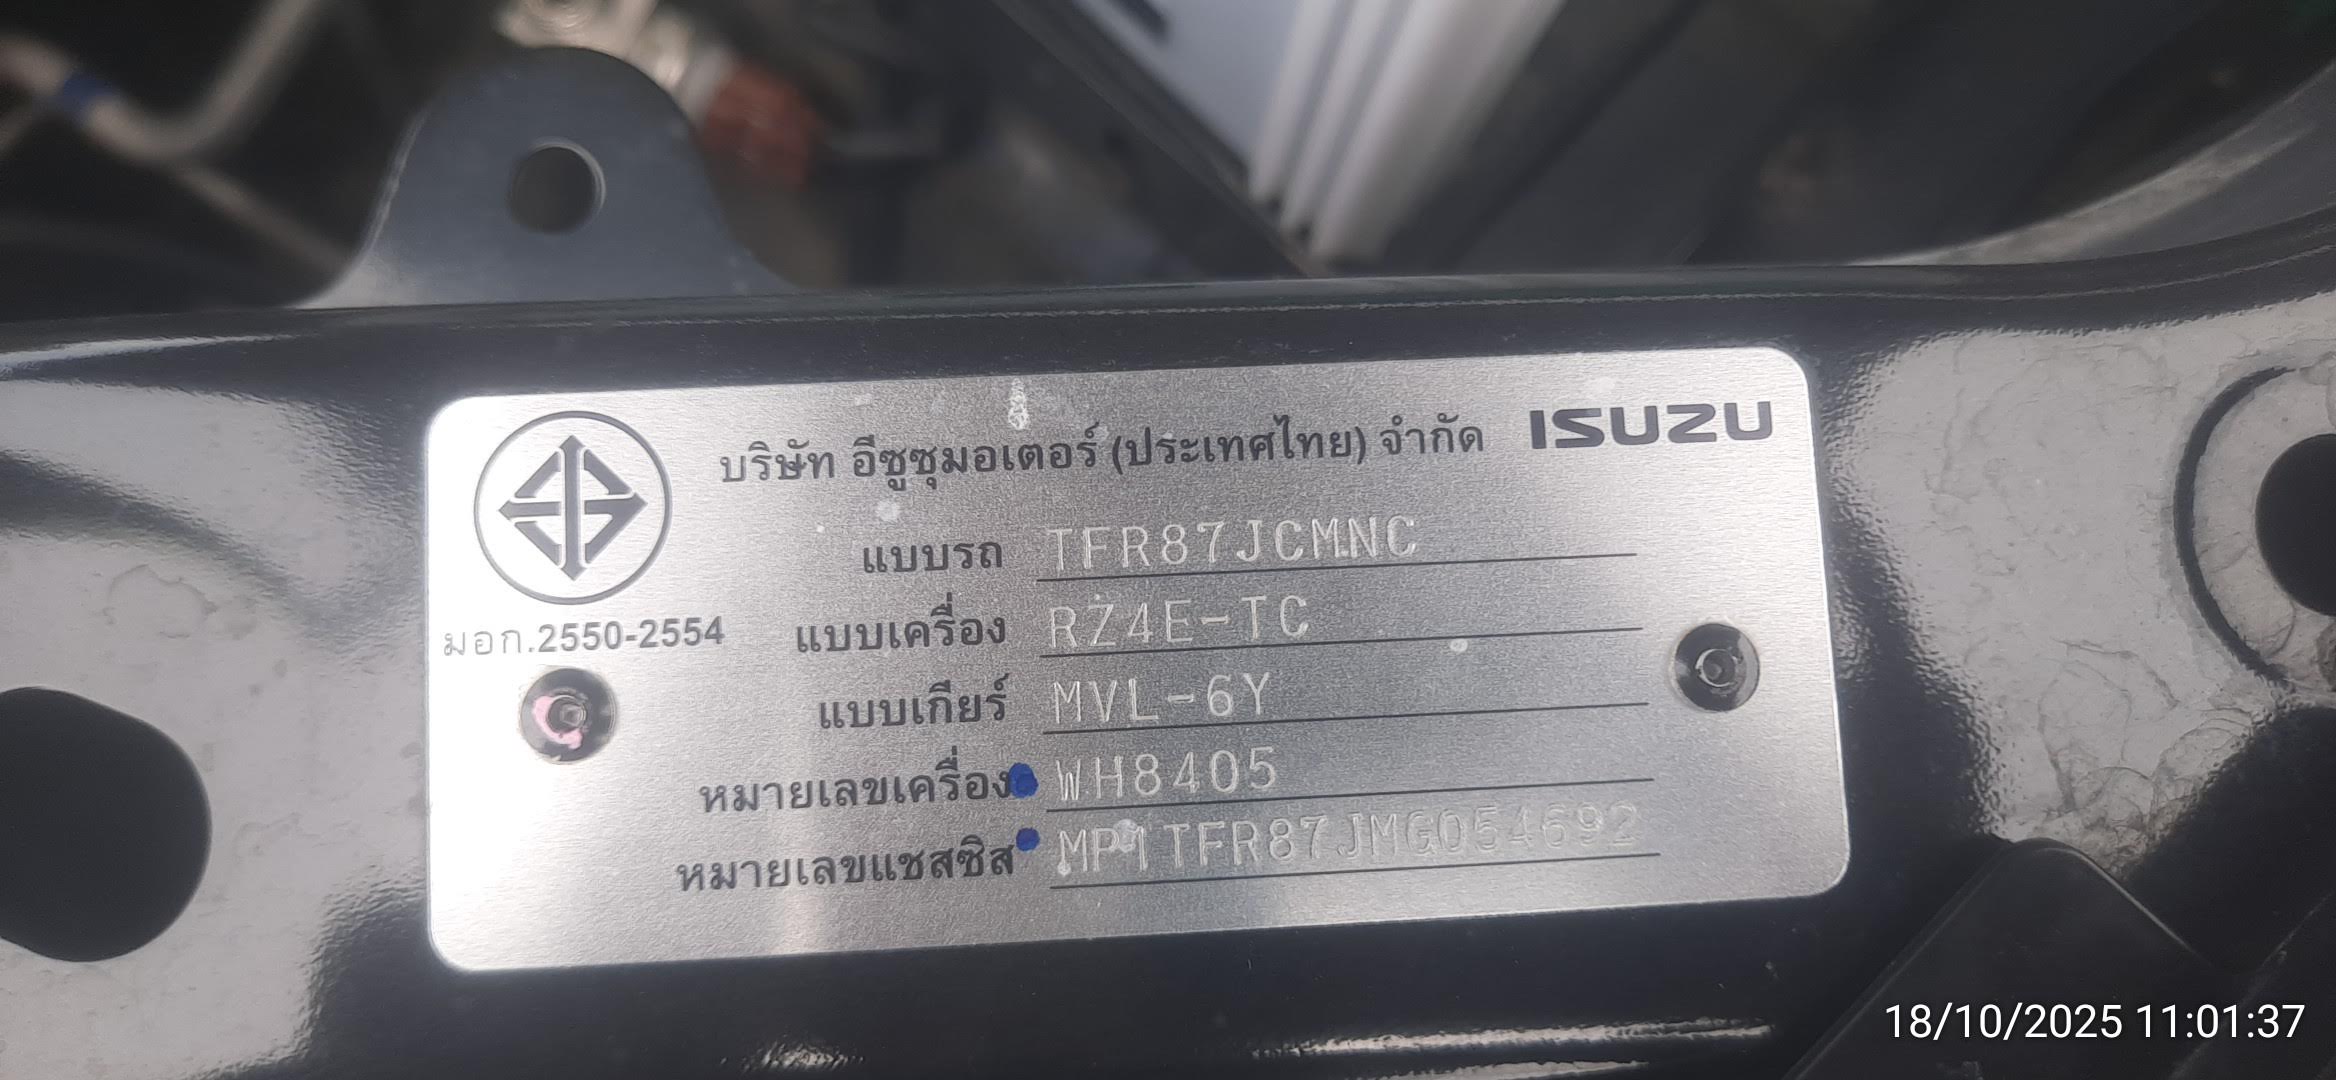 บริษัท อีซูซุมอเตอร์ (ประเทศไทย) จำกัด ISUZU
แบบรถ TFR87JCMNC
มอก.2550-2554
แบบเครื่อง RZ4E-TC
แบบเกียร์ MVL-6Y
หมายเลขเครื่อง WH8405
หมายเลขแชสซิส MP1TFR87JMG054692
18/10/2025 11:01:37